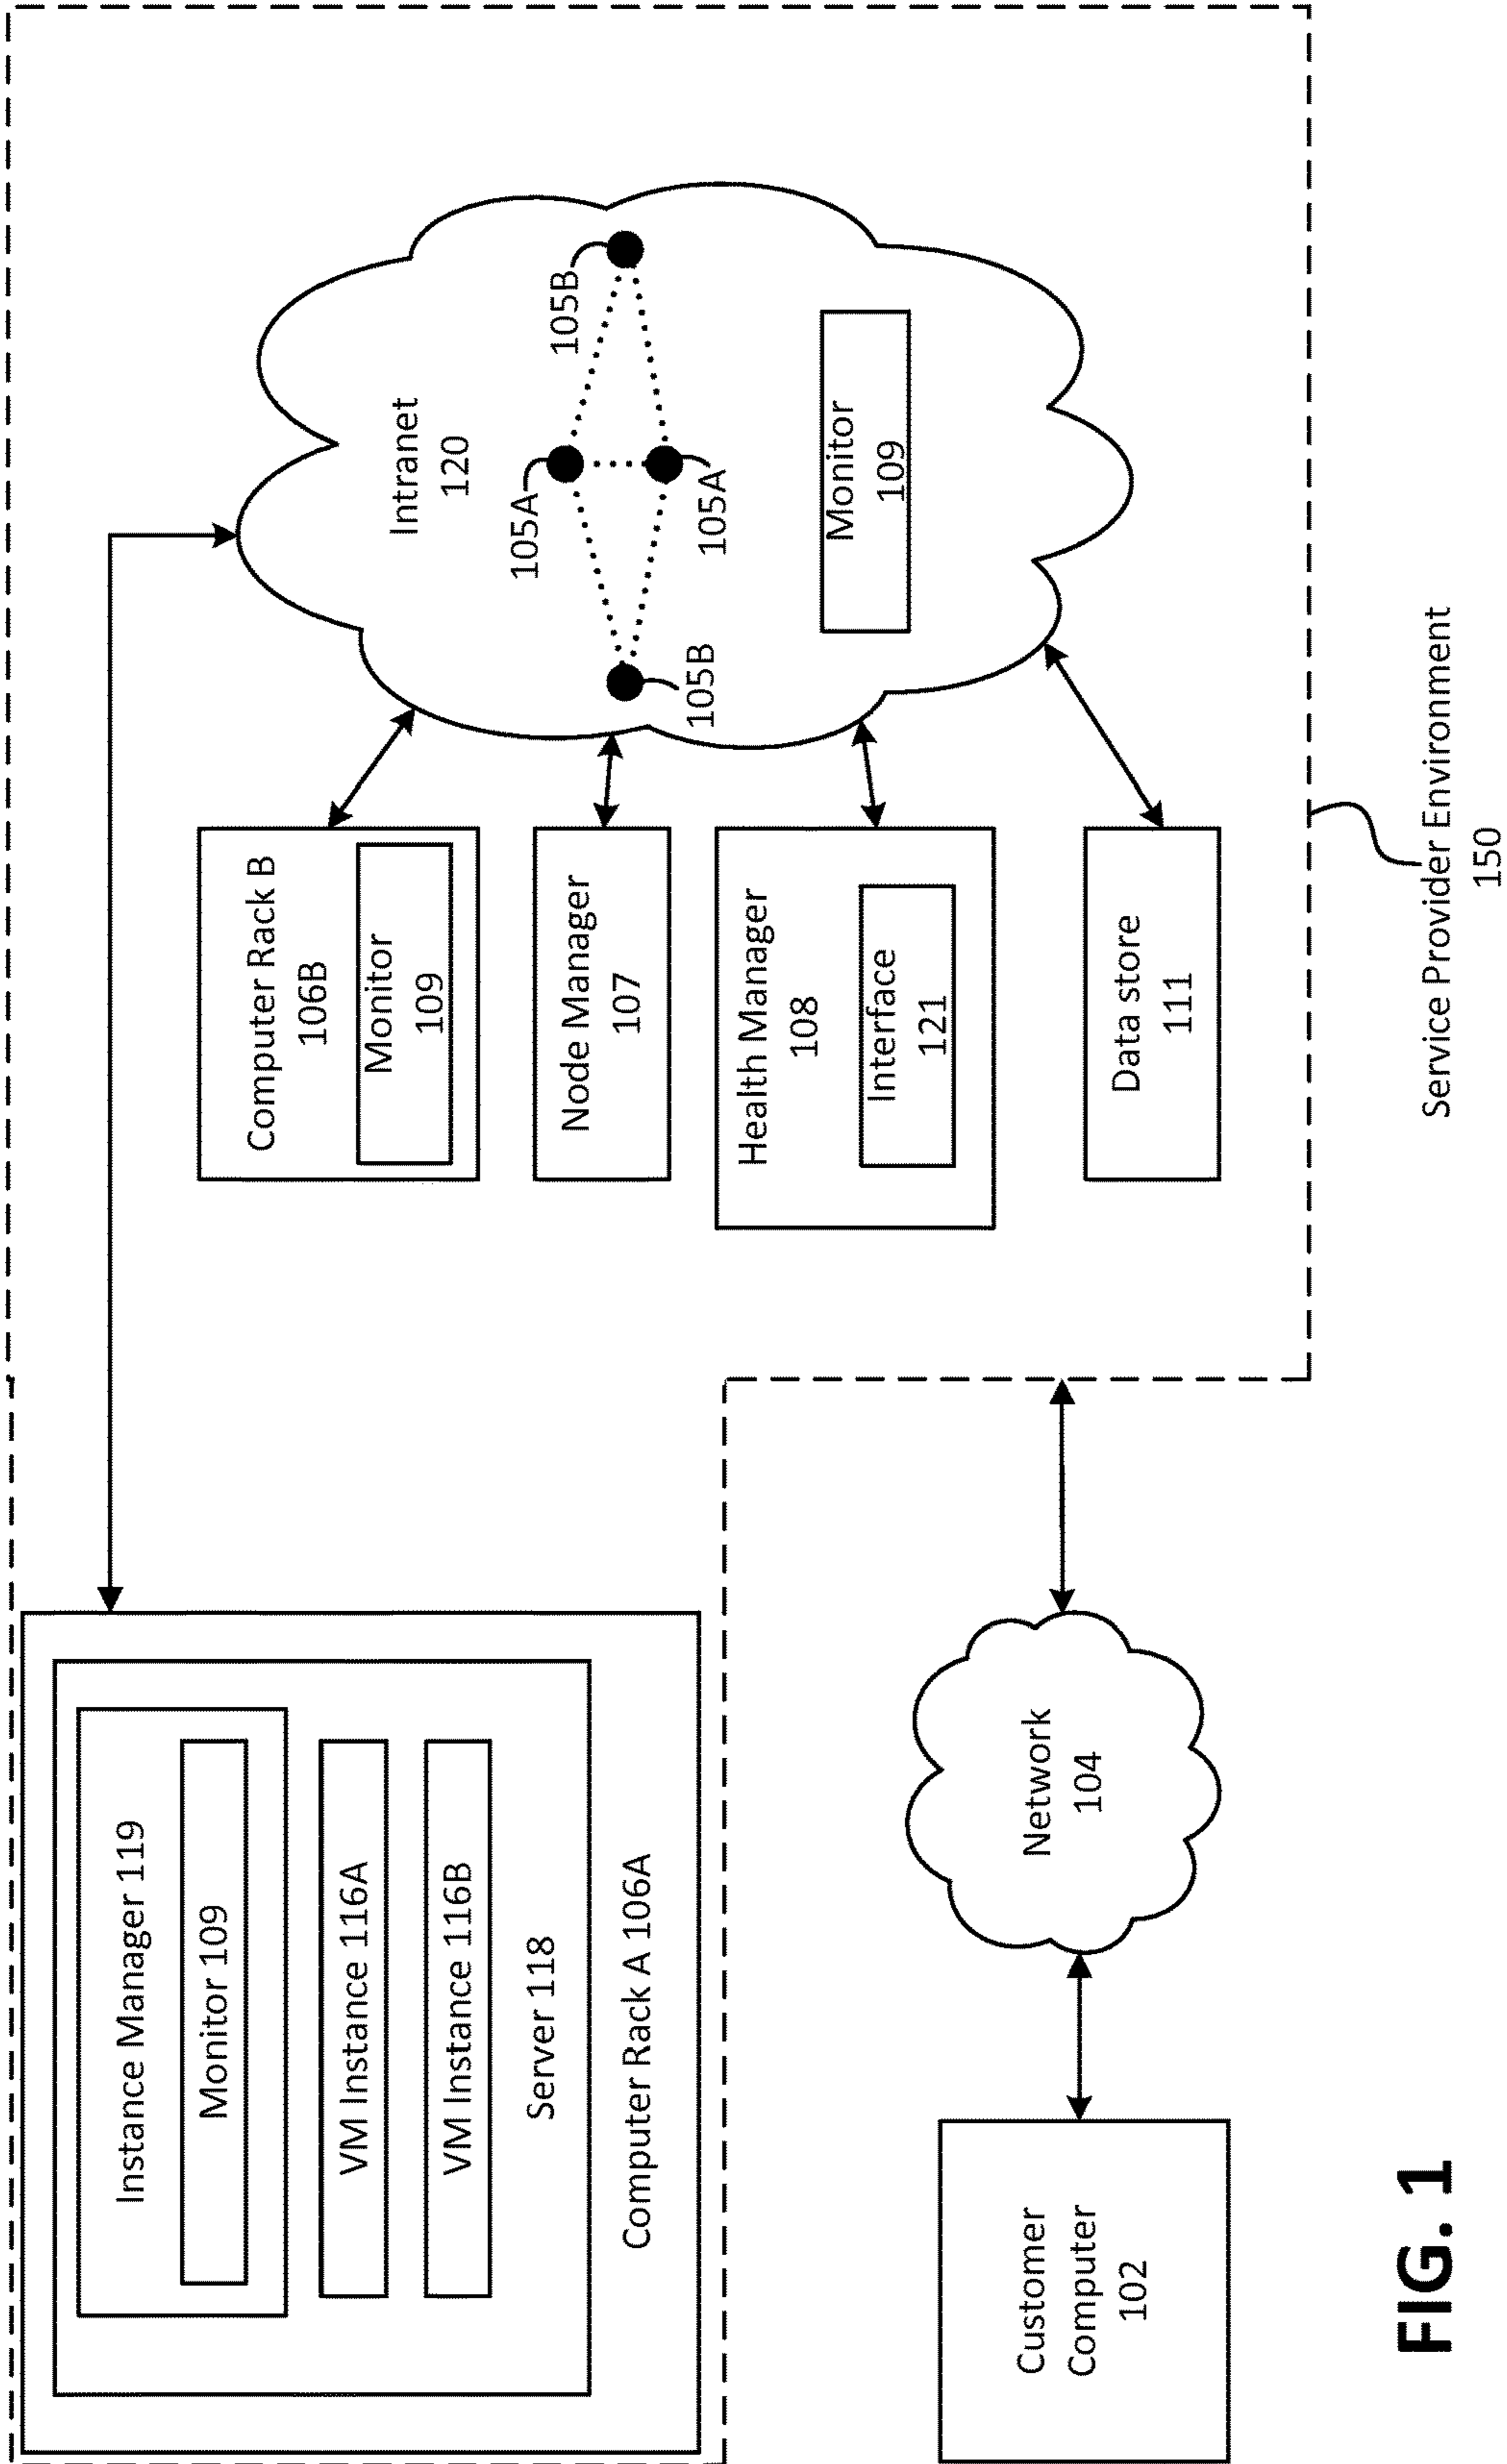 Instance Manager 119
Monitor 109
VM Instance 116A
VM Instance 116B
Server 118
Computer Rack A 106A
Computer Rack B
106B
Monitor
109
Node Manager
107
Health Manager
108
Interface
121
Data store
111
Intranet
120
105A
105B
105B
105A
Monitor
109
Customer
Computer
102
Network
104
Service Provider Environment
150
FIG. 1